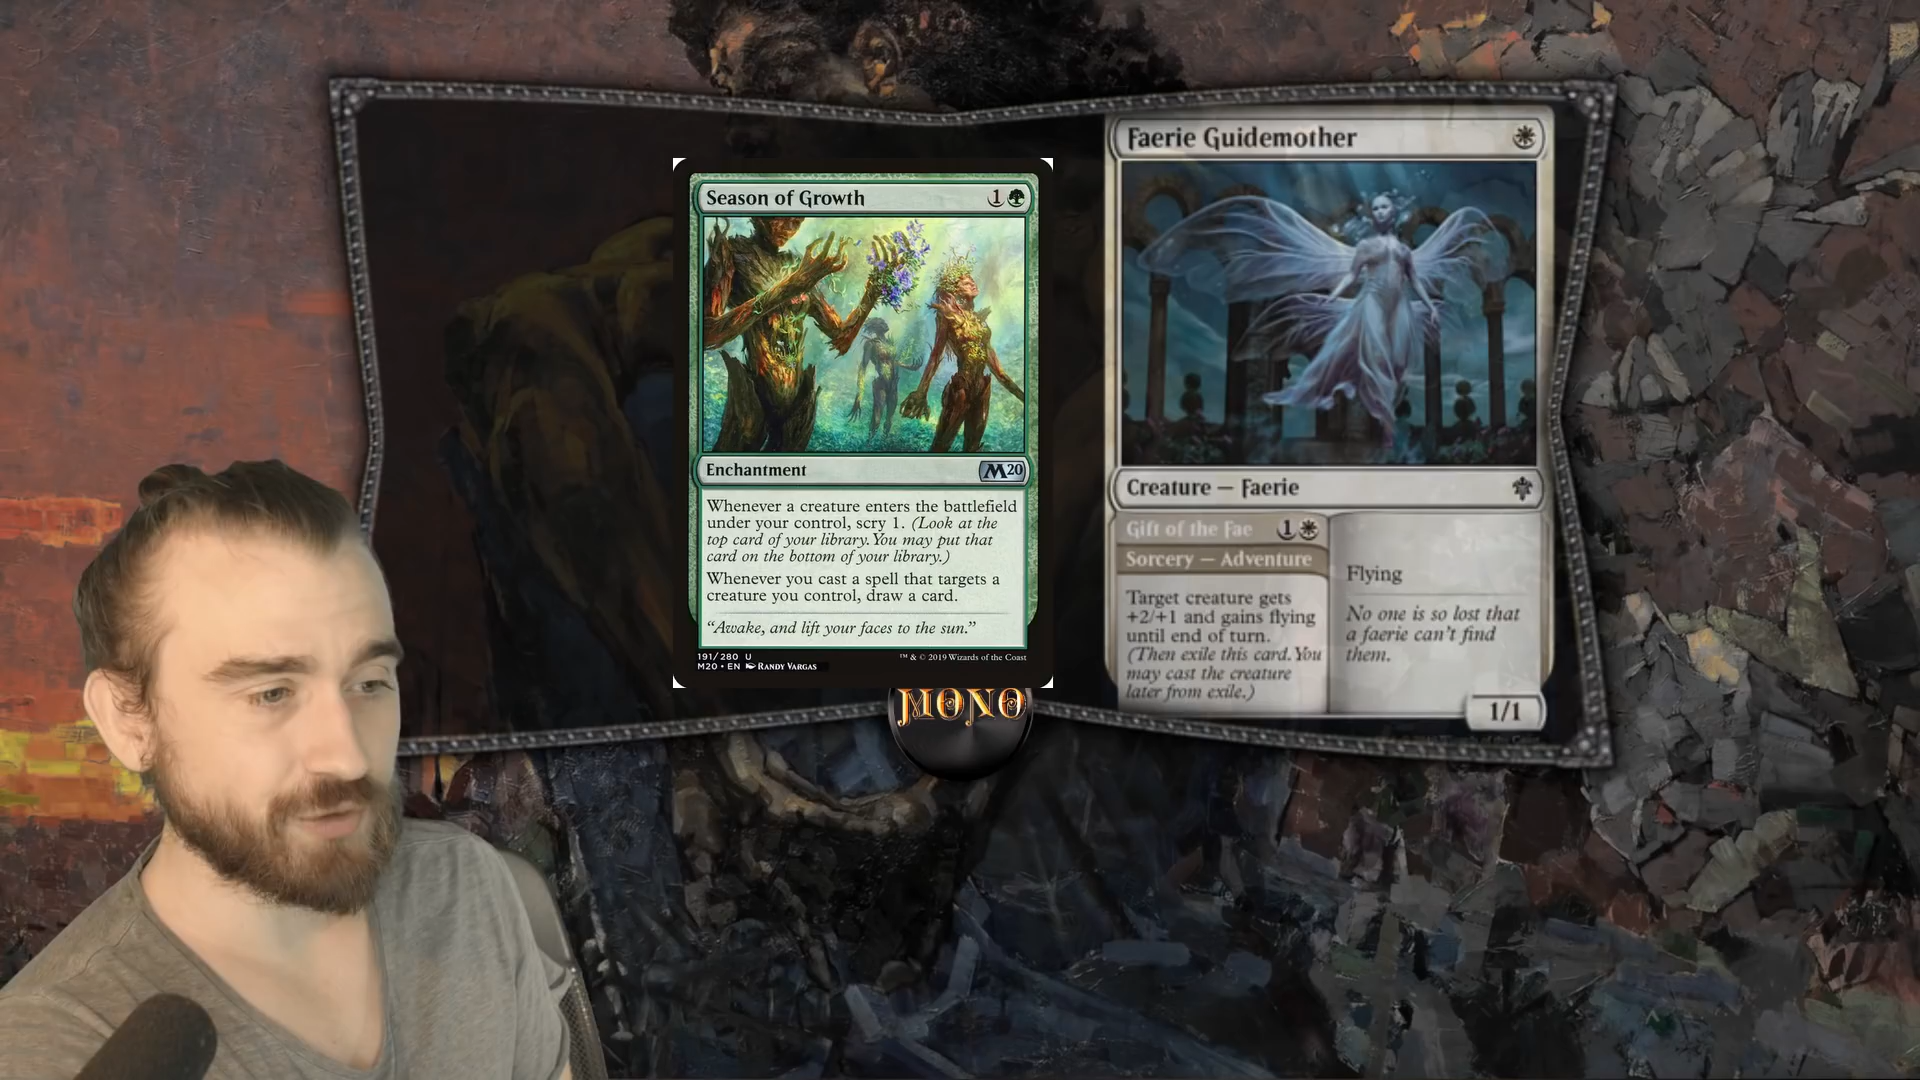 Season of Growth 1
Enchantment M20
Whenever a creature enters the battlefield
under your control, scry 1. (Look at the
top card of your library. You may put that
card on the bottom of your library.)
Whenever you cast a spell that targets a
creature you control, draw a card.
“Awake, and lift your faces to the sun.”
191/280 U
M20 • EN Randy Vargas
™ & © 2019 Wizards of the Coast
MONO
Faerie Guidemother
Creature — Faerie
Gift of the Fae 1
Sorcery — Adventure
Target creature gets
+2/+1 and gains flying
until end of turn.
(Then exile this card. You
may cast the creature
later from exile.)
Flying
No one is so lost that
a faerie can’t find
them.
1/1